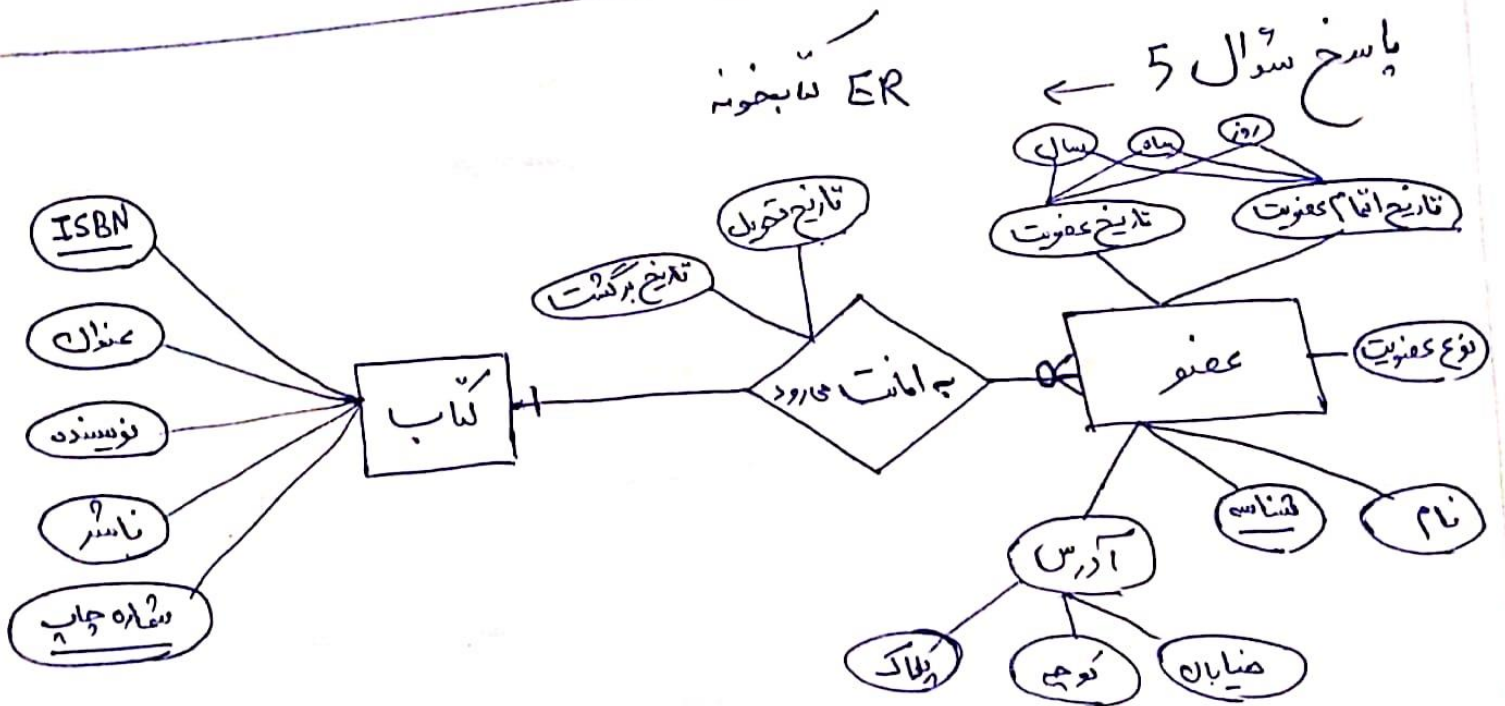 پاسخ سؤال 5 ←
ER کتابخونه
سال
ماه
روز
تاریخ عضویت
تاریخ اتمام عضویت
نوع عضویت
عضو
نام
شناسه
آدرس
خیابان
کوچه
پلاک
به امانت می‌رود
تاریخ تحویل
تاریخ برگشت
کتاب
ISBN
عنوان
نویسنده
ناشر
شماره چاپ